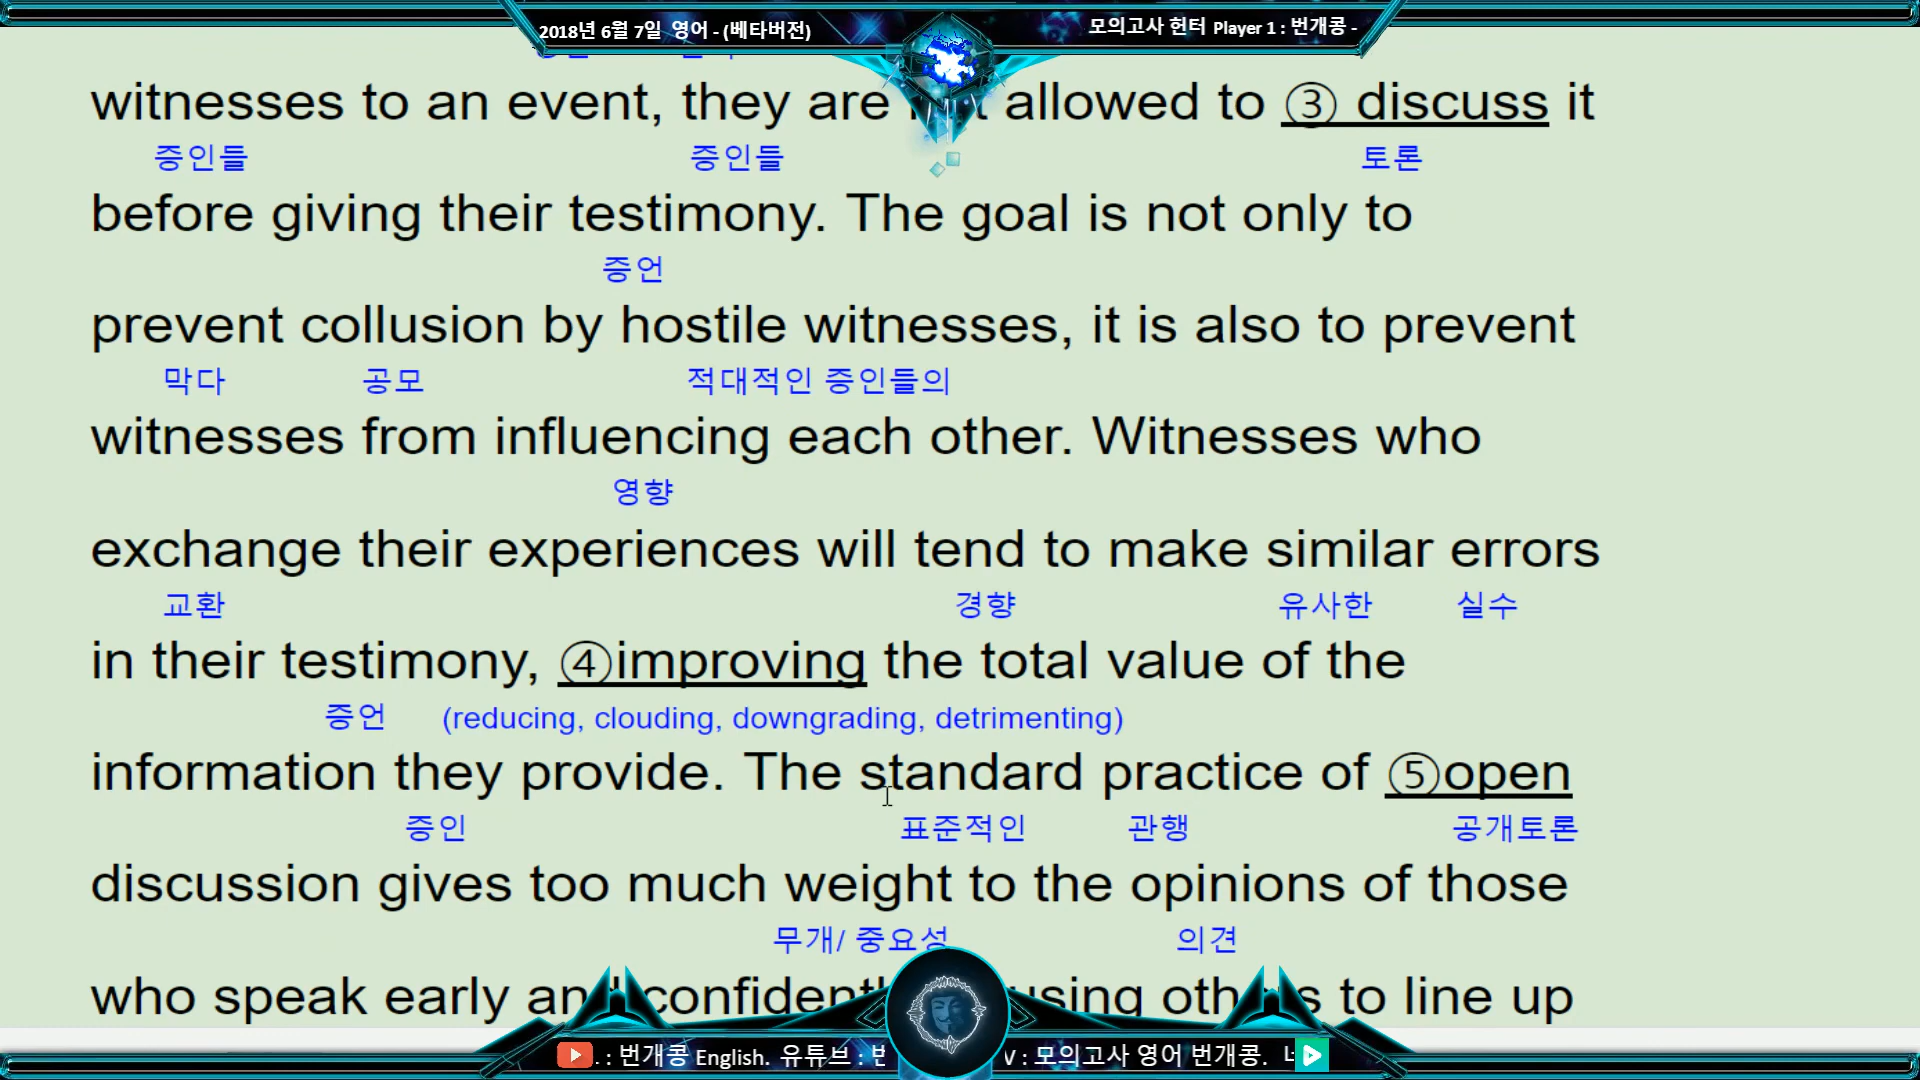 2018년 6월 7일 영어 - (베타버전)
모의고사 헌터 Player 1 : 번개콩 -
witnesses to an event, they are allowed to ③ discuss it
증인들 증인들 토론
before giving their testimony. The goal is not only to
증언
prevent collusion by hostile witnesses, it is also to prevent
막다 공모 적대적인 증인들의
witnesses from influencing each other. Witnesses who
영향
exchange their experiences will tend to make similar errors
교환 경향 유사한 실수
in their testimony, ④improving the total value of the
증언 (reducing, clouding, downgrading, detrimenting)
information they provide. The standard practice of ⑤open
증인 표준적인 관행 공개토론
discussion gives too much weight to the opinions of those
무개/ 중요성 의견
who speak early and to line up
. : 번개콩 English. 유튜브 : V : 모의고사 영어 번개콩.